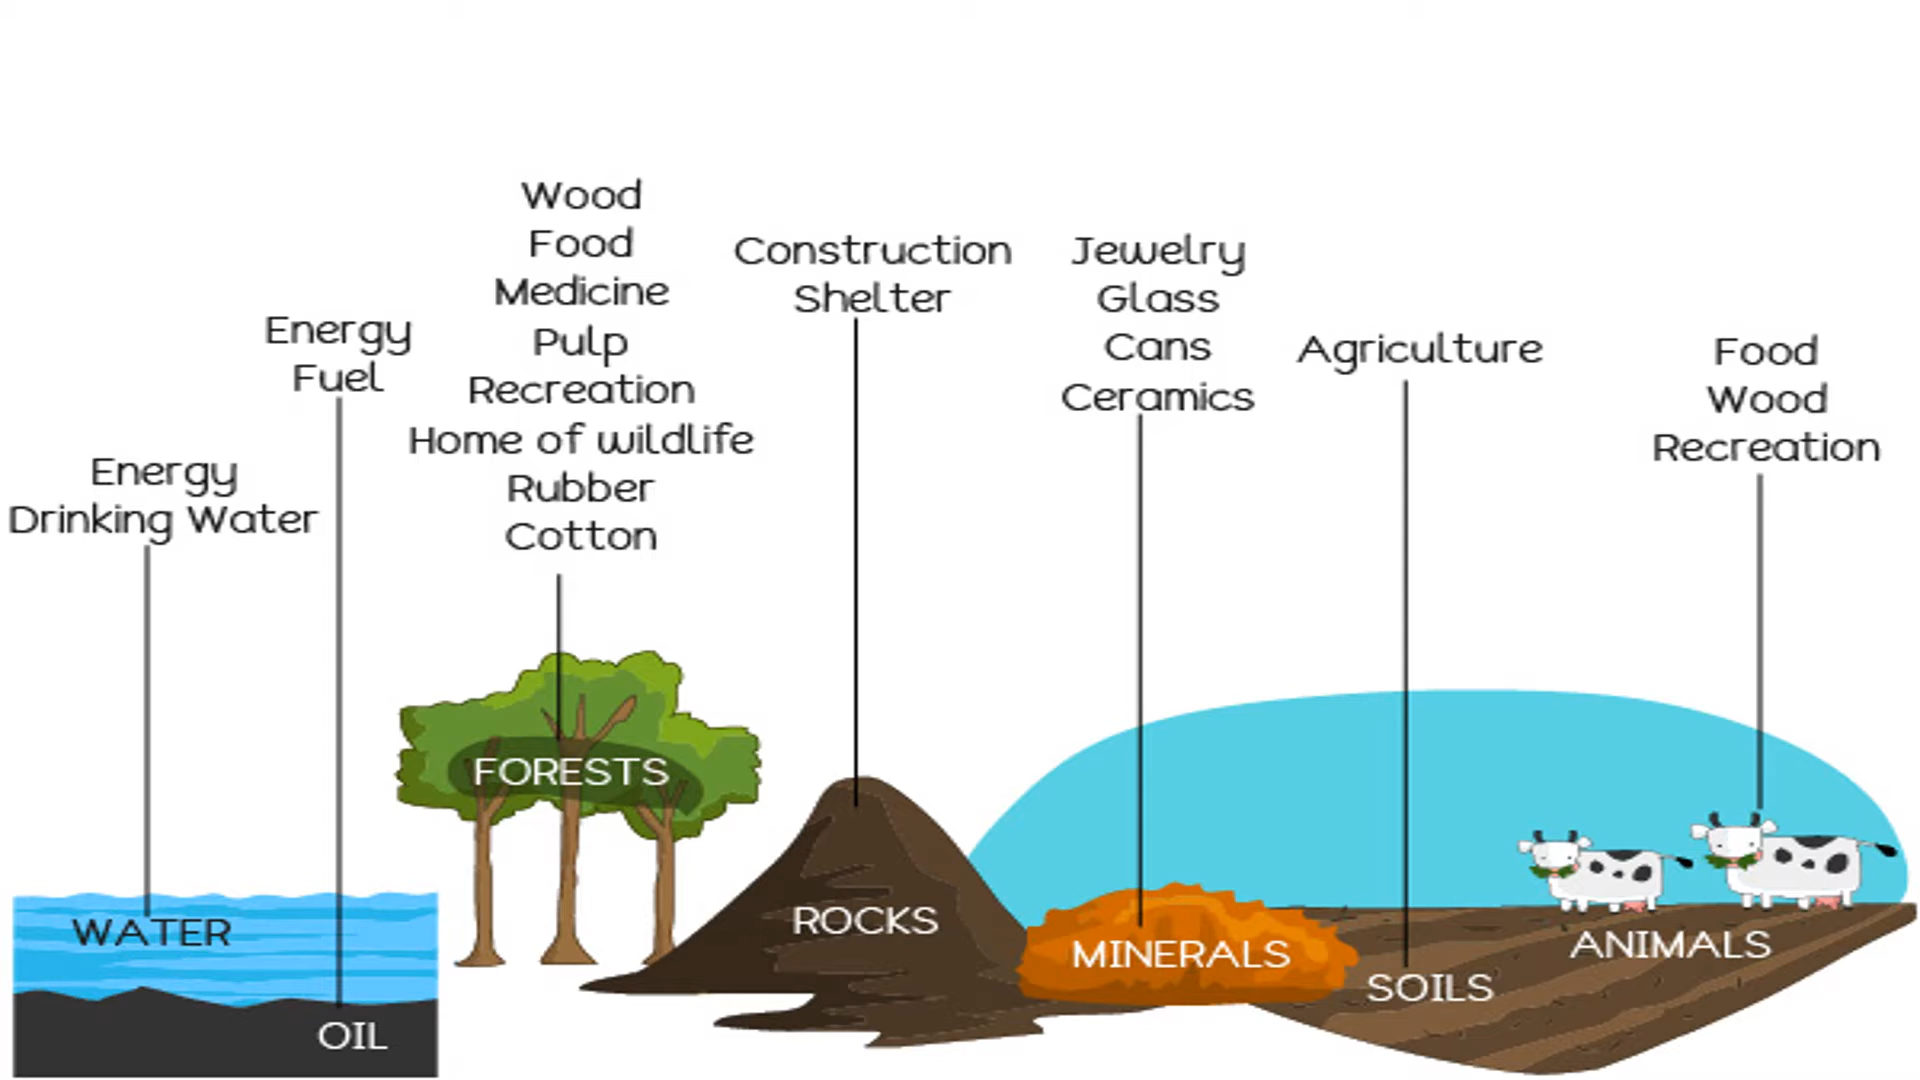 Energy
Drinking Water
WATER
Energy
Fuel
OIL
Wood
Food
Medicine
Pulp
Recreation
Home of wildlife
Rubber
Cotton
FORESTS
Construction
Shelter
ROCKS
Jewelry
Glass
Cans
Ceramics
MINERALS
Agriculture
SOILS
Food
Wood
Recreation
ANIMALS